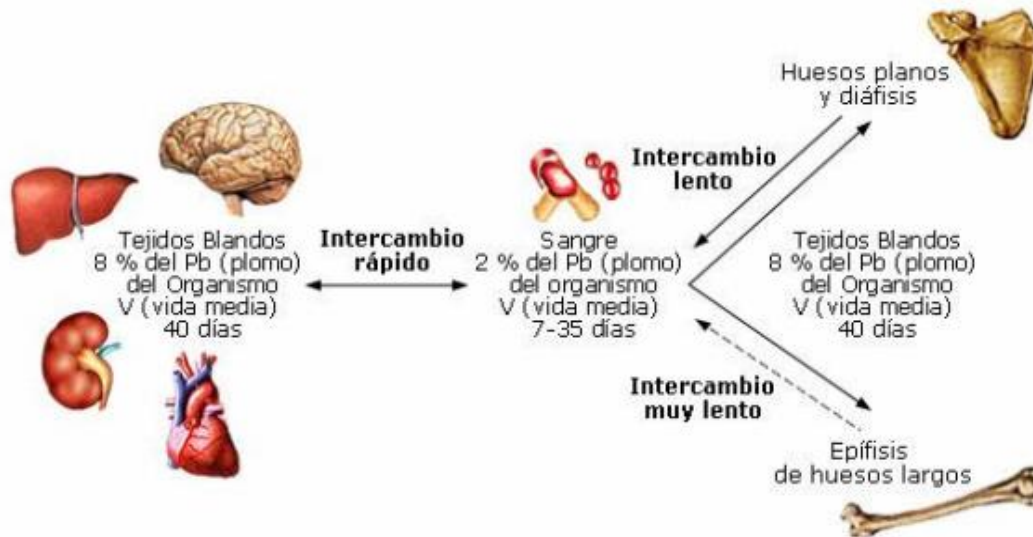 Huesos planos
y diáfisis
Intercambio
lento
Tejidos Blandos
8 % del Pb (plomo)
del Organismo
V (vida media)
40 días
Intercambio
rápido
Sangre
2 % del Pb (plomo)
del organismo
V (vida media)
7-35 días
Tejidos Blandos
8 % del Pb (plomo)
del Organismo
V (vida media)
40 días
Intercambio
muy lento
Epífisis
de huesos largos